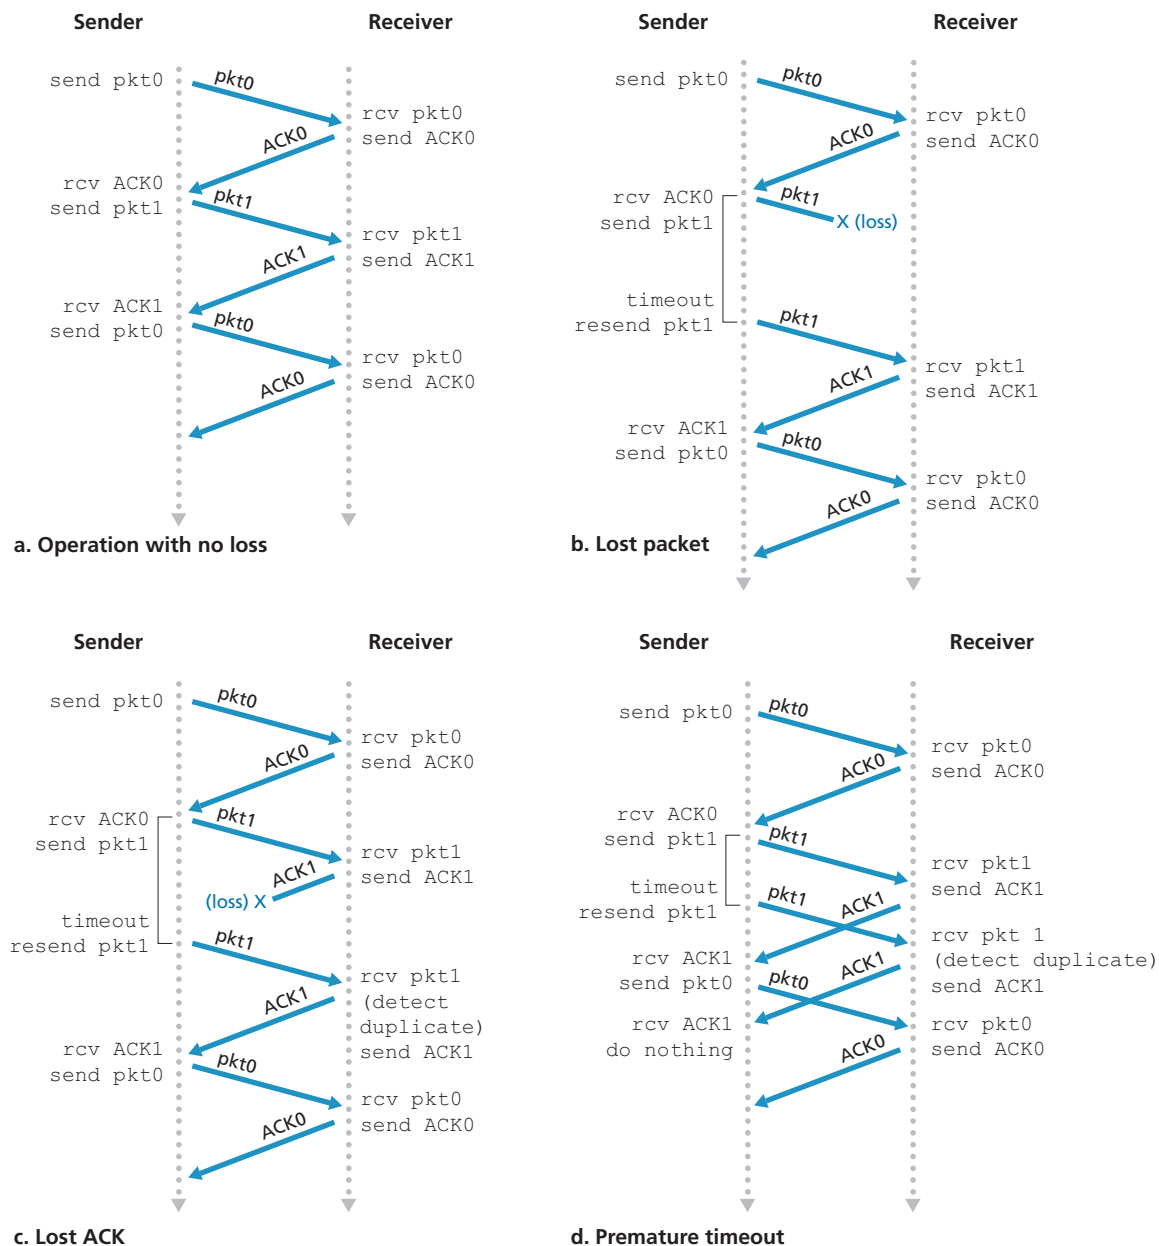 Sender Receiver
send pkt0
pkt0
rcv pkt0
send ACK0
ACK0
rcv ACK0
send pkt1
pkt1
rcv pkt1
send ACK1
ACK1
rcv ACK1
send pkt0
pkt0
rcv pkt0
send ACK0
ACK0
a. Operation with no loss
Sender Receiver
send pkt0
pkt0
rcv pkt0
send ACK0
ACK0
rcv ACK0
send pkt1
pkt1
X (loss)
timeout
resend pkt1
pkt1
rcv pkt1
send ACK1
ACK1
rcv ACK1
send pkt0
pkt0
rcv pkt0
send ACK0
ACK0
b. Lost packet
Sender Receiver
send pkt0
pkt0
rcv pkt0
send ACK0
ACK0
rcv ACK0
send pkt1
pkt1
rcv pkt1
send ACK1
ACK1
(loss) X
timeout
resend pkt1
pkt1
rcv pkt1
(detect
duplicate)
send ACK1
ACK1
rcv ACK1
send pkt0
pkt0
rcv pkt0
send ACK0
ACK0
c. Lost ACK
Sender Receiver
send pkt0
pkt0
rcv pkt0
send ACK0
ACK0
rcv ACK0
send pkt1
pkt1
rcv pkt1
send ACK1
ACK1
timeout
resend pkt1
pkt1
rcv pkt 1
(detect duplicate)
send ACK1
ACK1
rcv ACK1
send pkt0
pkt0
rcv ACK1
do nothing
rcv pkt0
send ACK0
ACK0
d. Premature timeout